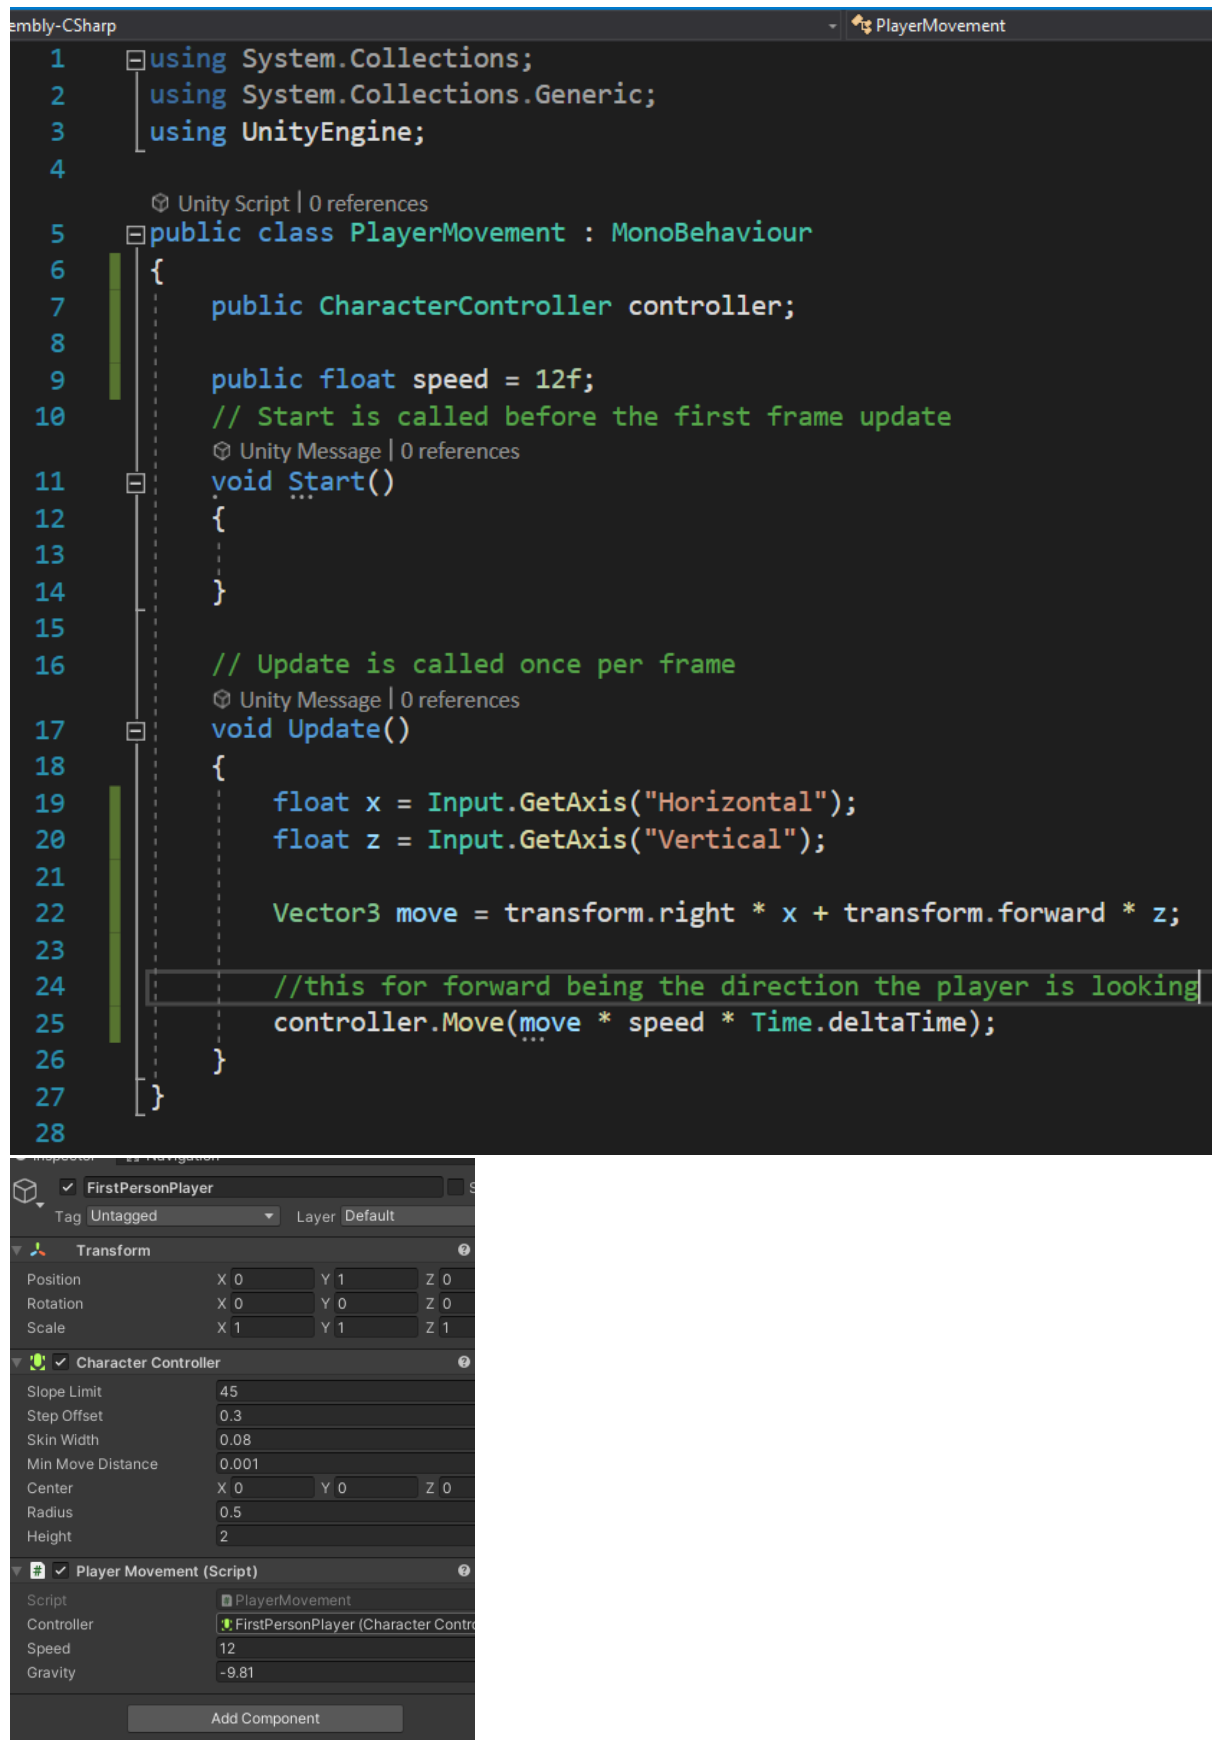 embly-CSharp PlayerMovement
1 using System.Collections;
2 using System.Collections.Generic;
3 using UnityEngine;
4
Unity Script | 0 references
5 public class PlayerMovement : MonoBehaviour
6 {
7 public CharacterController controller;
8
9 public float speed = 12f;
10 // Start is called before the first frame update
Unity Message | 0 references
11 void Start()
12 {
13
14 }
15
16 // Update is called once per frame
Unity Message | 0 references
17 void Update()
18 {
19 float x = Input.GetAxis("Horizontal");
20 float z = Input.GetAxis("Vertical");
21
22 Vector3 move = transform.right * x + transform.forward * z;
23
24 //this for forward being the direction the player is looking
25 controller.Move(move * speed * Time.deltaTime);
26 }
27 }
28
Inspector Navigation
FirstPersonPlayer S
Tag Untagged Layer Default
Transform
Position X 0 Y 1 Z 0
Rotation X 0 Y 0 Z 0
Scale X 1 Y 1 Z 1
Character Controller
Slope Limit 45
Step Offset 0.3
Skin Width 0.08
Min Move Distance 0.001
Center X 0 Y 0 Z 0
Radius 0.5
Height 2
# Player Movement (Script)
Script PlayerMovement
Controller FirstPersonPlayer (Character Contro
Speed 12
Gravity -9.81
Add Component